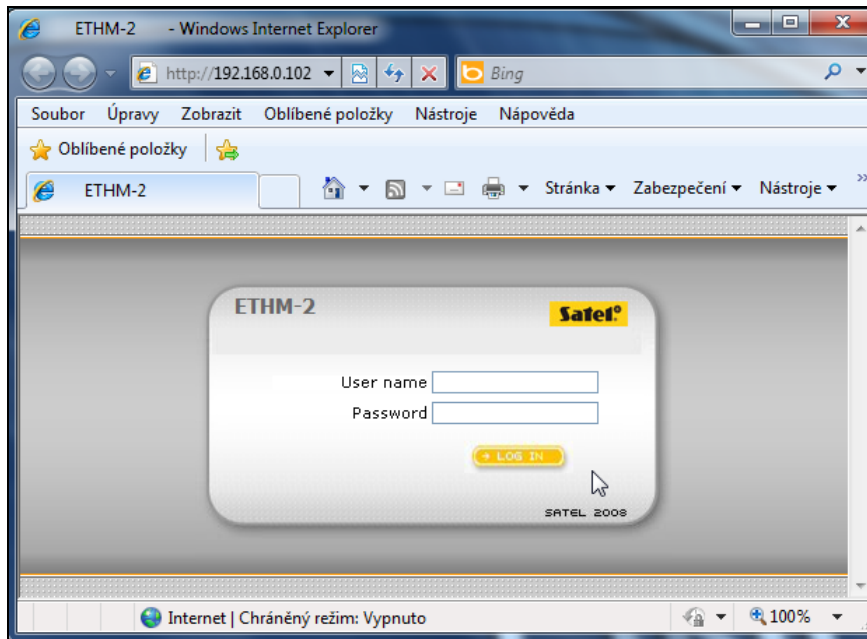 ETHM-2 - Windows Internet Explorer
http://192.168.0.102 Bing
Soubor Úpravy Zobrazit Oblíbené položky Nástroje Nápověda
Oblíbené položky
ETHM-2 Stránka Zabezpečení Nástroje »
ETHM-2
Satel®
User name
Password
LOG IN
SATEL 2008
Internet | Chráněný režim: Vypnuto 100%